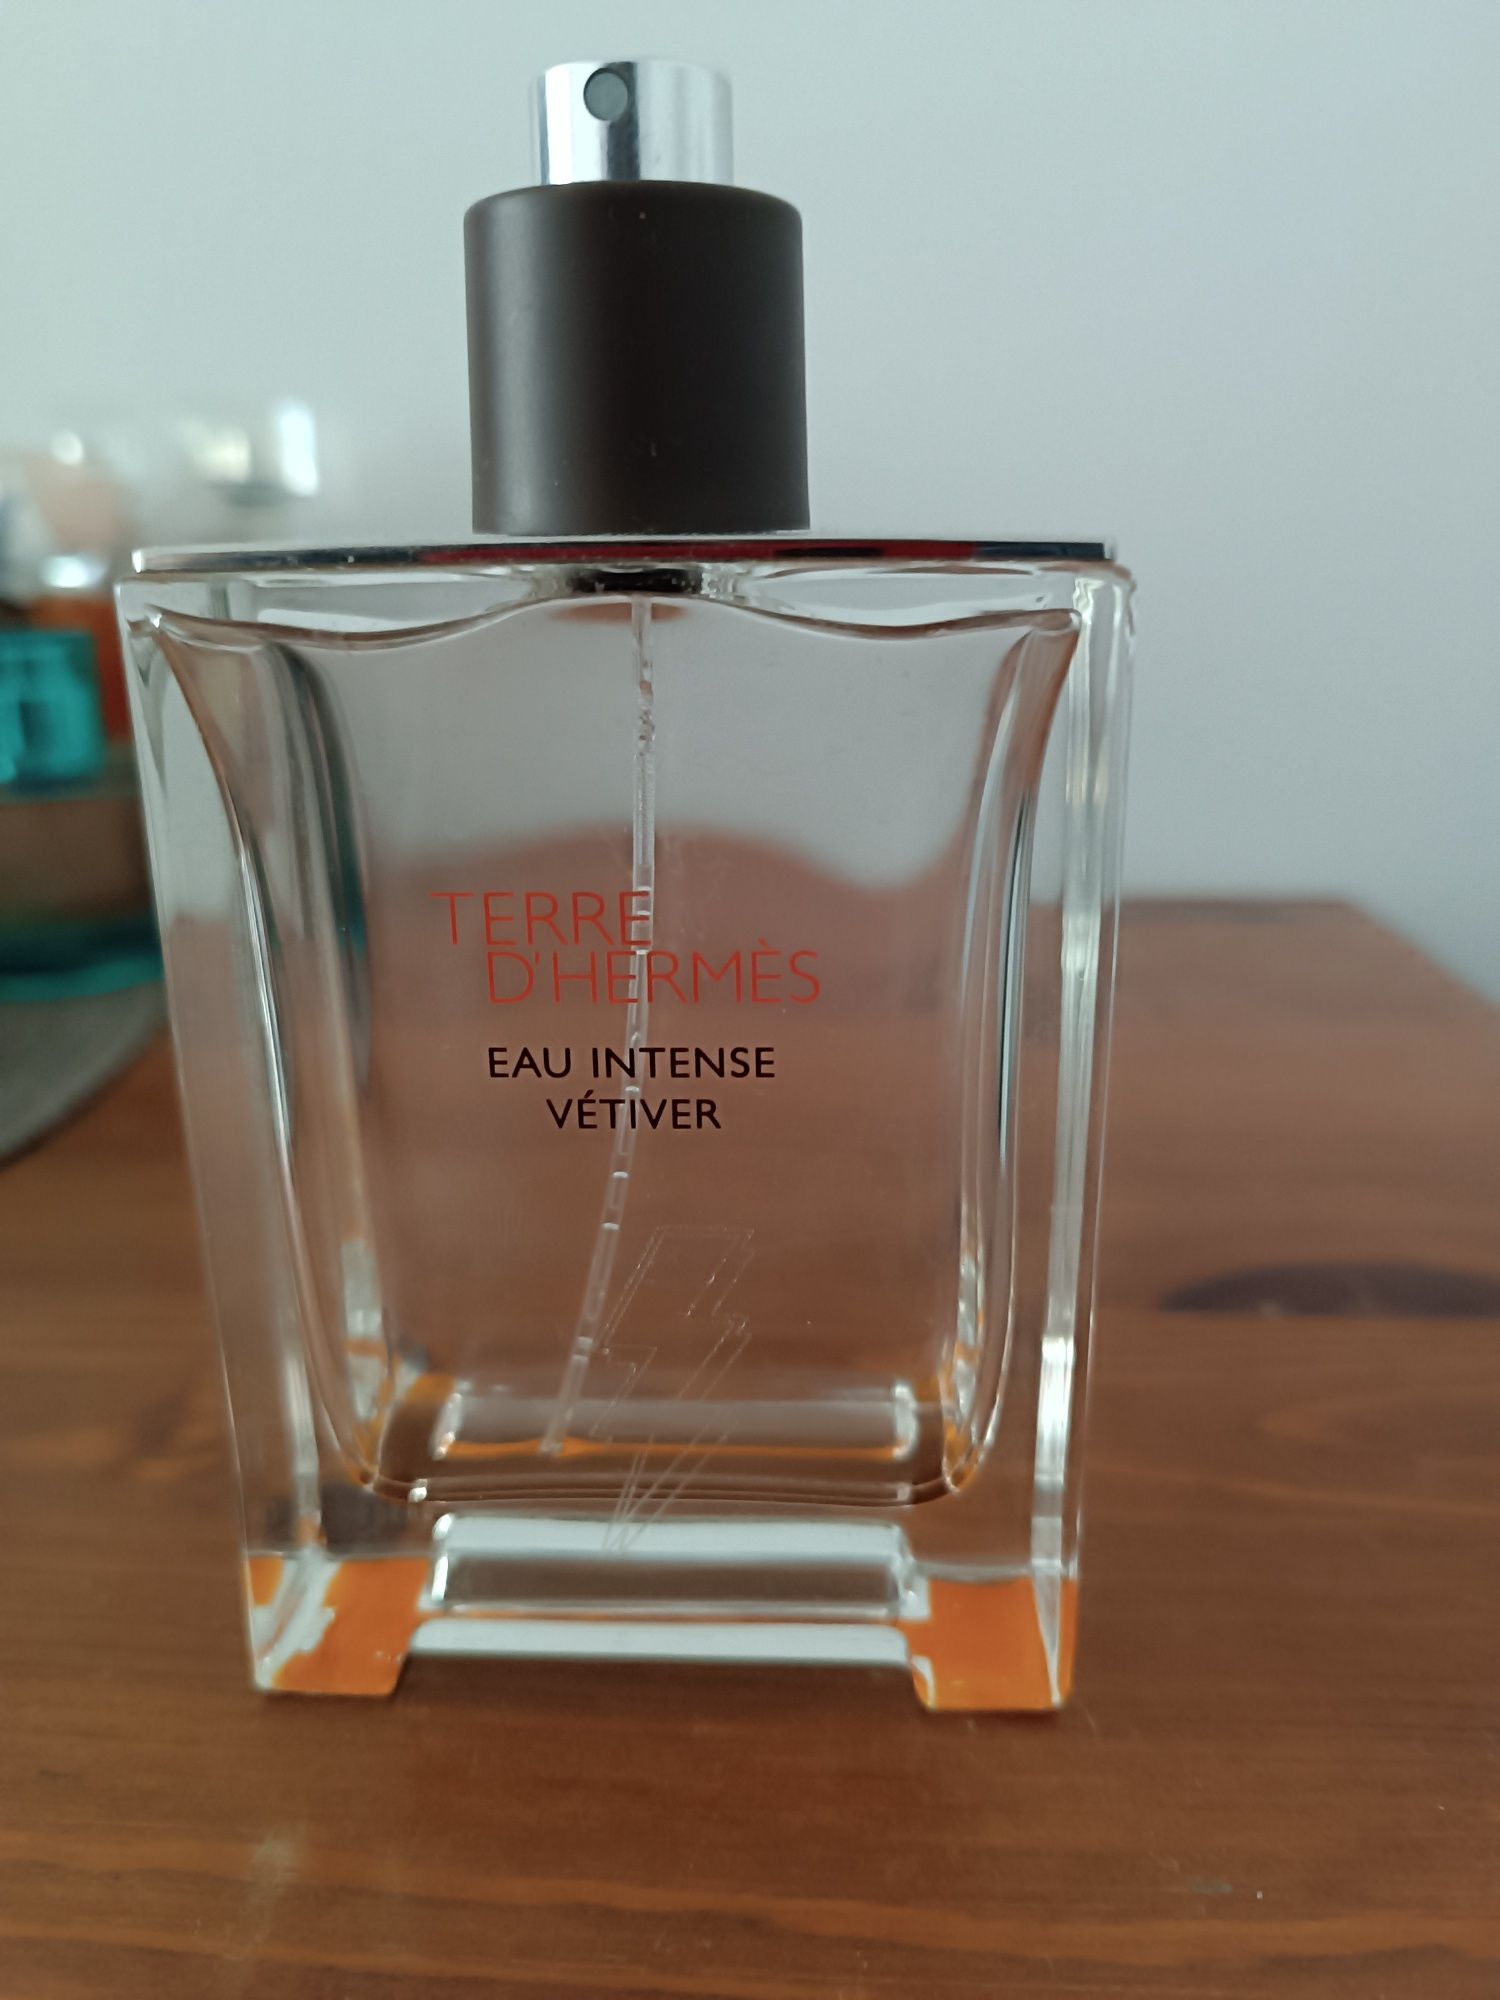 TERRE
D'HERMÈS
EAU INTENSE
VÉTIVER